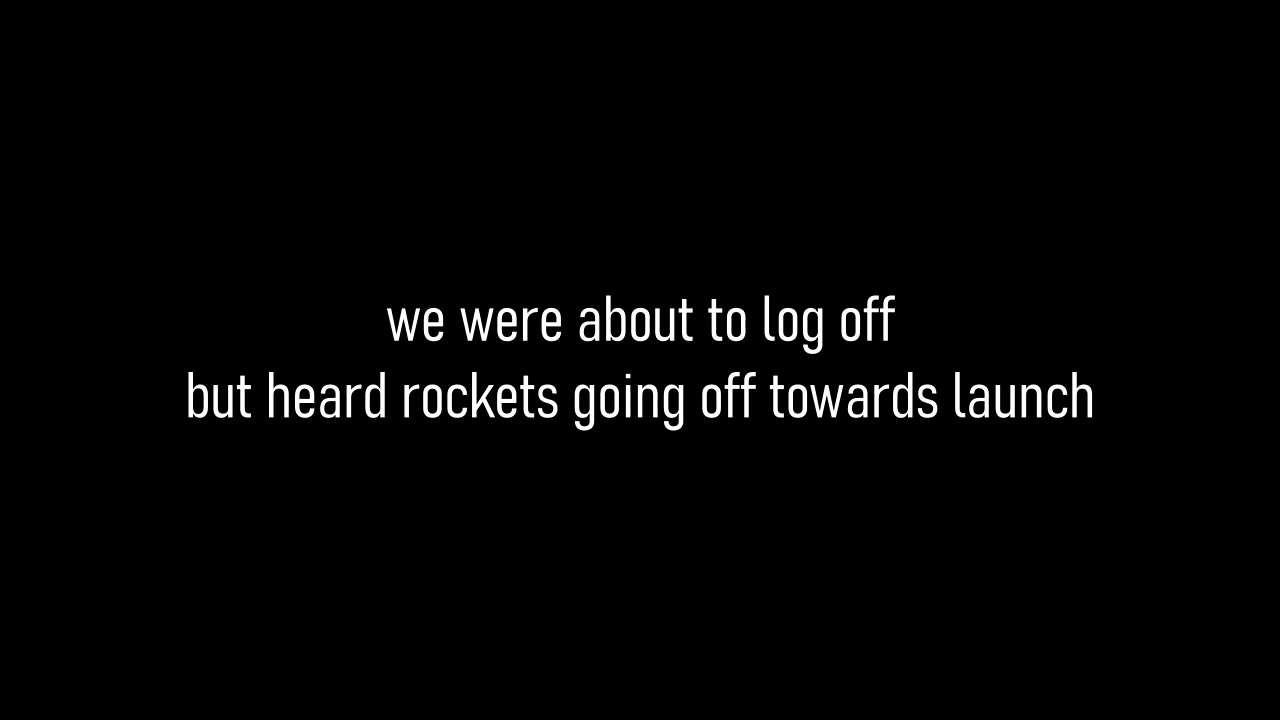 we were about to log off
but heard rockets going off towards launch